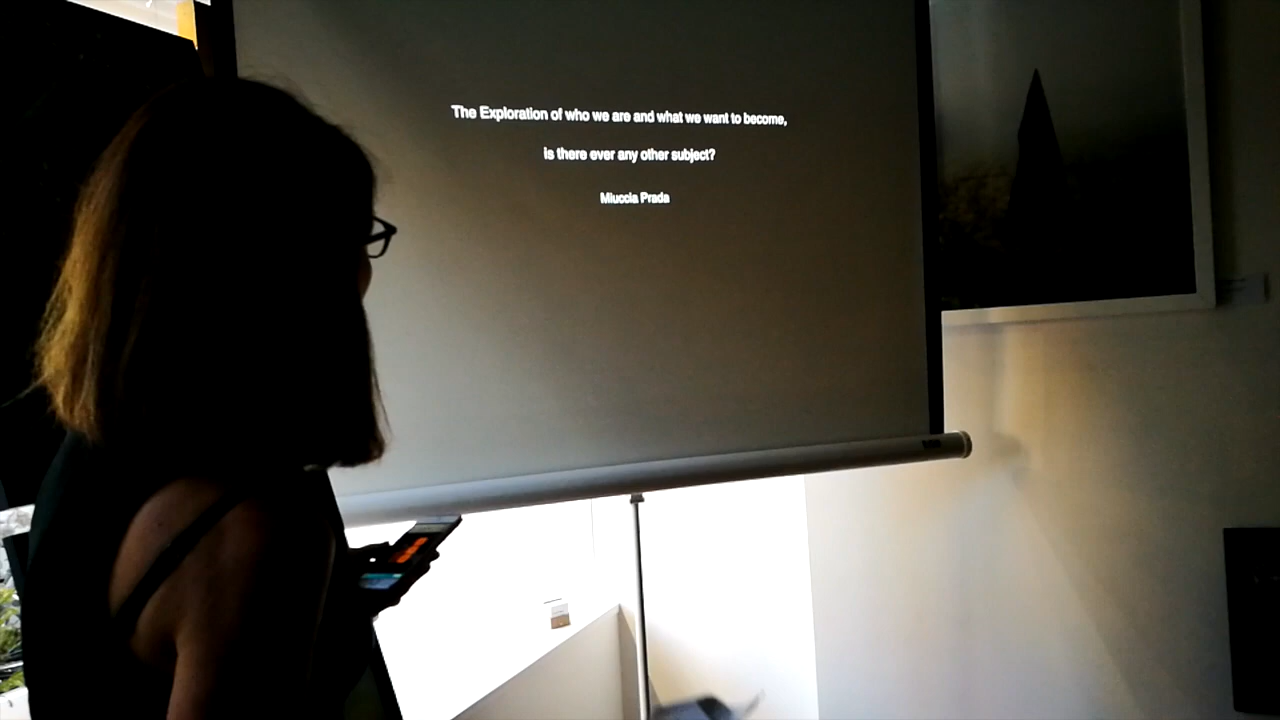 The Exploration of who we are and what we want to become,
is there ever any other subject?
Miuccia Prada